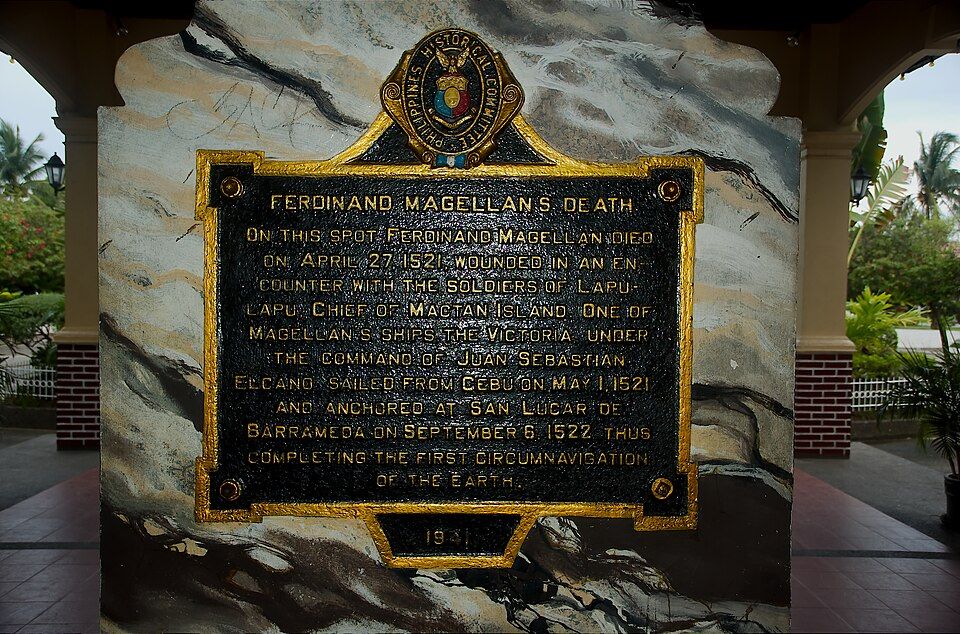 PHILIPPINES HISTORICAL COMMITTEE
FERDINAND MAGELLAN'S DEATH
ON THIS SPOT FERDINAND MAGELLAN DIED
ON APRIL 27, 1521 WOUNDED IN AN EN-
COUNTER WITH THE SOLDIERS OF LAPU-
LAPU CHIEF OF MACTAN ISLAND. ONE OF
MAGELLAN'S SHIPS THE VICTORIA, UNDER
THE COMMAND OF JUAN SEBASTIAN
ELCANO, SAILED FROM CEBU ON MAY 1, 1521
AND ANCHORED AT SAN LUCAR DE
BARRAMEDA ON SEPTEMBER 6, 1522, THUS
COMPLETING THE FIRST CIRCUMNAVIGATION
OF THE EARTH.
1941